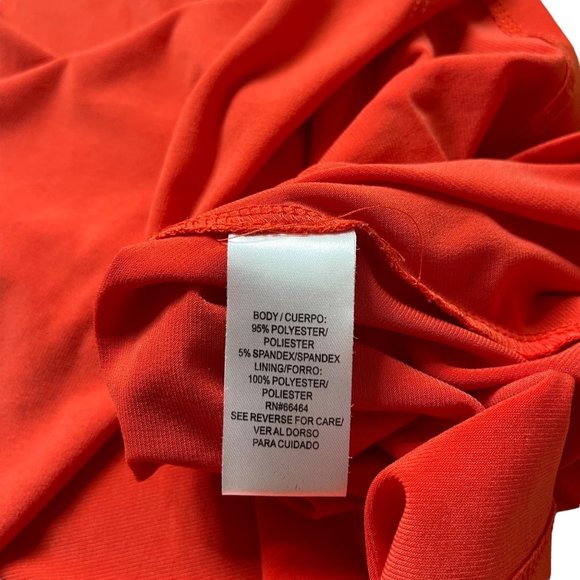 BODY / CUERPO:
95% POLYESTER/
POLIESTER
5% SPANDEX/SPANDEX
LINING/FORRO:
100% POLYESTER/
POLIESTER
RN#66464
SEE REVERSE FOR CARE/
VER AL DORSO
PARA CUIDADO